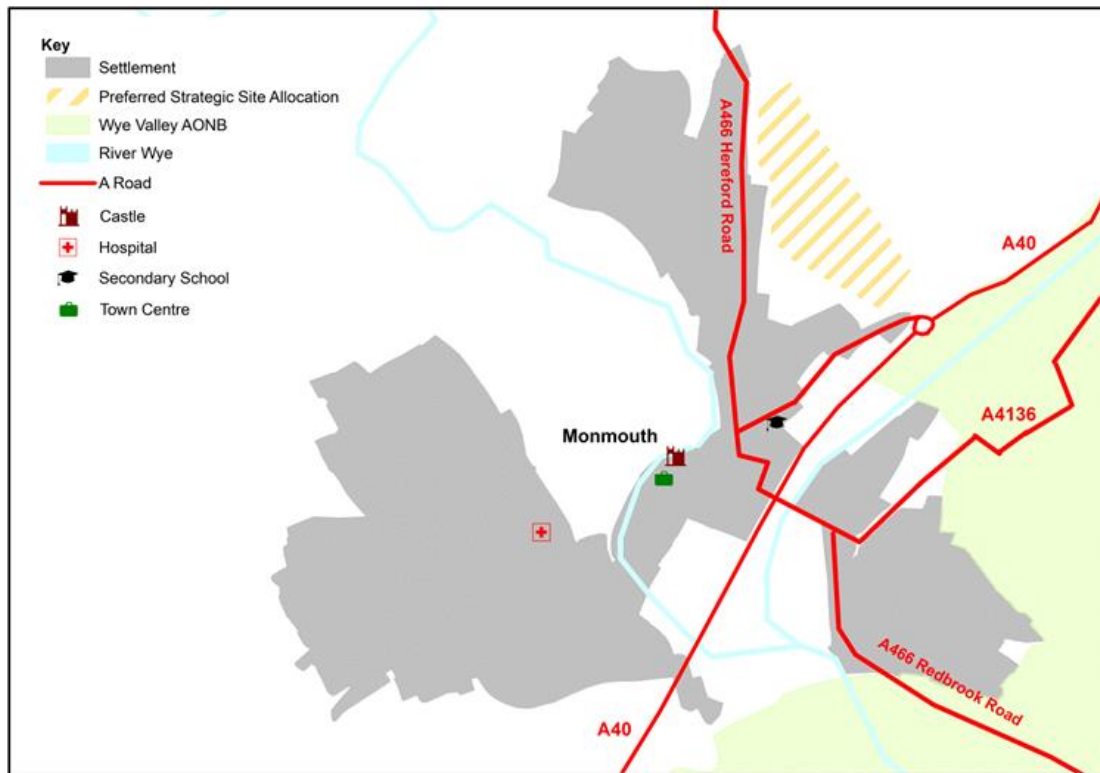 Key
Settlement
Preferred Strategic Site Allocation
Wye Valley AONB
River Wye
A Road
Castle
Hospital
Secondary School
Town Centre
A466 Hereford Road
A40
A4136
Monmouth
A466 Redbrook Road
A40